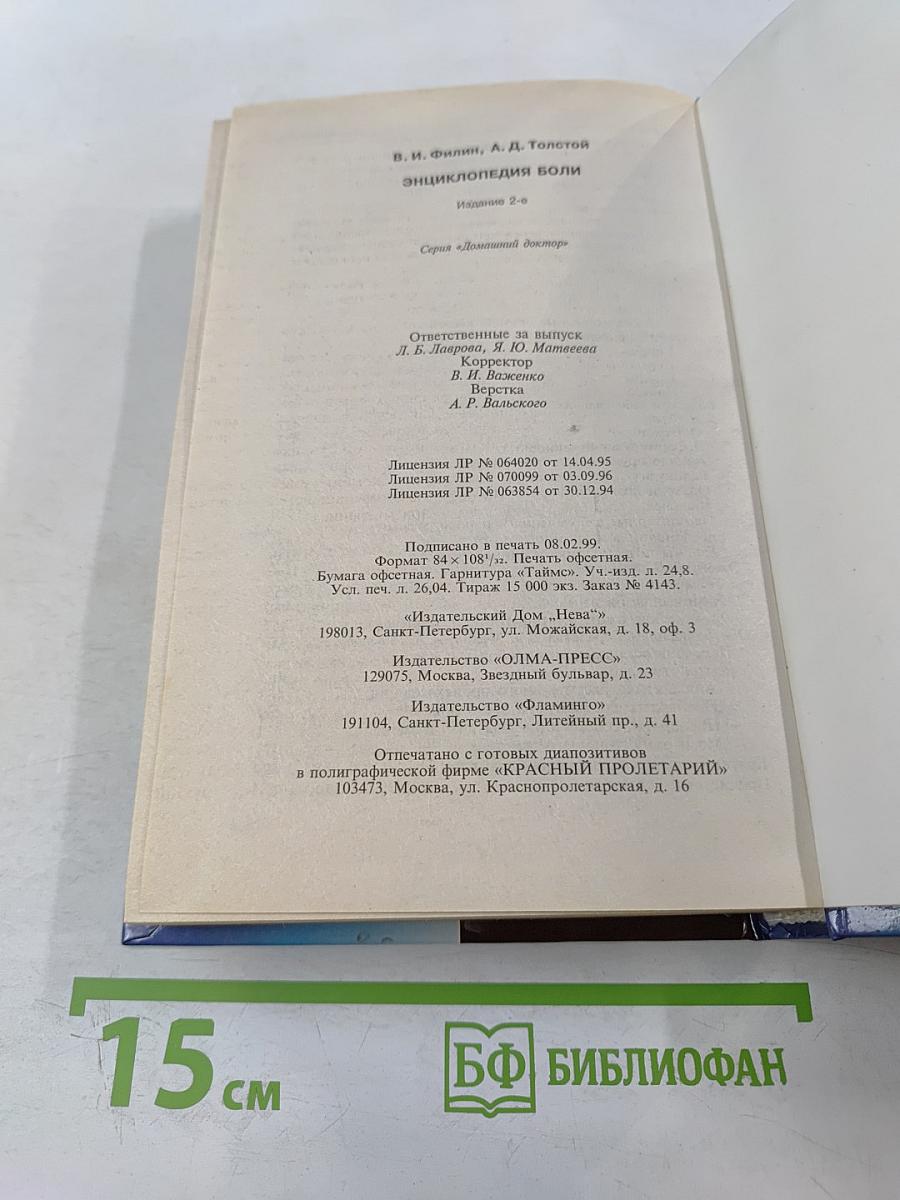 В. И. Филин, А. Д. Толстой
ЭНЦИКЛОПЕДИЯ БОЛИ
Издание 2-е
Серия «Домашний доктор»
Ответственные за выпуск
Л. Б. Лаврова, Я. Ю. Матвеева
Корректор
В. И. Важенко
Верстка
А. Р. Вальского
Лицензия ЛР № 064020 от 14.04.95
Лицензия ЛР № 070099 от 03.09.96
Лицензия ЛР № 063854 от 30.12.94
Подписано в печать 08.02.99.
Формат 84 × 108¹/₃₂. Печать офсетная.
Бумага офсетная. Гарнитура «Таймс». Уч.-изд. л. 24,8.
Усл. печ. л. 26,04. Тираж 15 000 экз. Заказ № 4143.
«Издательский Дом „Нева“»
198013, Санкт-Петербург, ул. Можайская, д. 18, оф. 3
Издательство «ОЛМА-ПРЕСС»
129075, Москва, Звездный бульвар, д. 23
Издательство «Фламинго»
191104, Санкт-Петербург, Литейный пр., д. 41
Отпечатано с готовых диапозитивов
в полиграфической фирме «КРАСНЫЙ ПРОЛЕТАРИЙ»
103473, Москва, ул. Краснопролетарская, д. 16
15 см
БФ БИБЛИОФАН